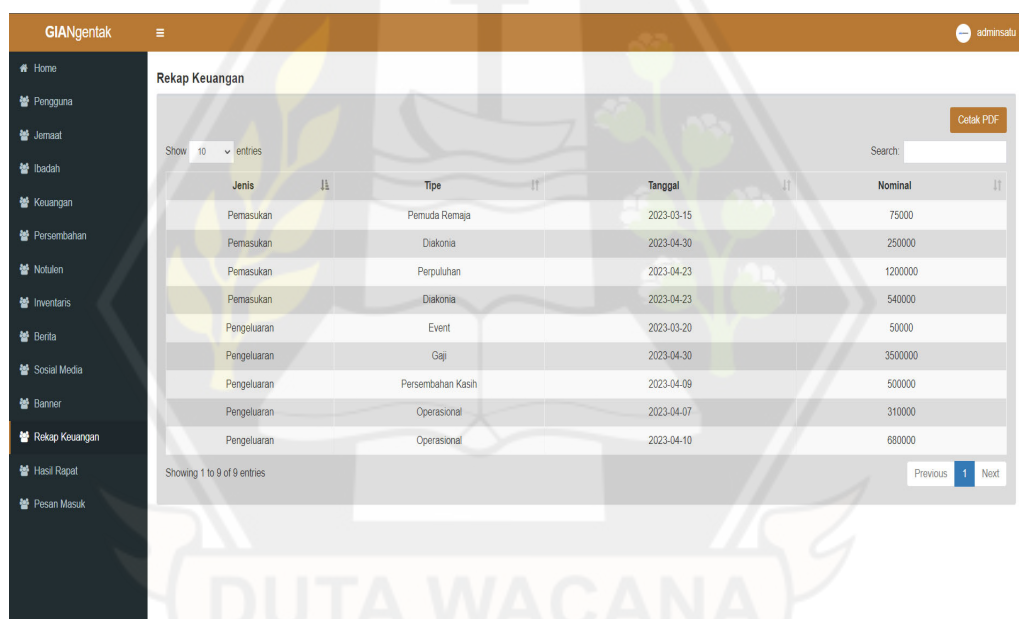 GIANgentak
adminsatu
Home
Pengguna
Jemaat
Ibadah
Keuangan
Persembahan
Notulen
Inventaris
Berita
Sosial Media
Banner
Rekap Keuangan
Hasil Rapat
Pesan Masuk
Rekap Keuangan
Cetak PDF
Show 10 entries Search:
Jenis Tipe Tanggal Nominal
Pemasukan Pemuda Remaja 2023-03-15 75000
Pemasukan Diakonia 2023-04-30 250000
Pemasukan Perpuluhan 2023-04-23 1200000
Pemasukan Diakonia 2023-04-23 540000
Pengeluaran Event 2023-03-20 50000
Pengeluaran Gaji 2023-04-30 3500000
Pengeluaran Persembahan Kasih 2023-04-09 500000
Pengeluaran Operasional 2023-04-07 310000
Pengeluaran Operasional 2023-04-10 680000
Showing 1 to 9 of 9 entries Previous 1 Next
DUTA WACANA